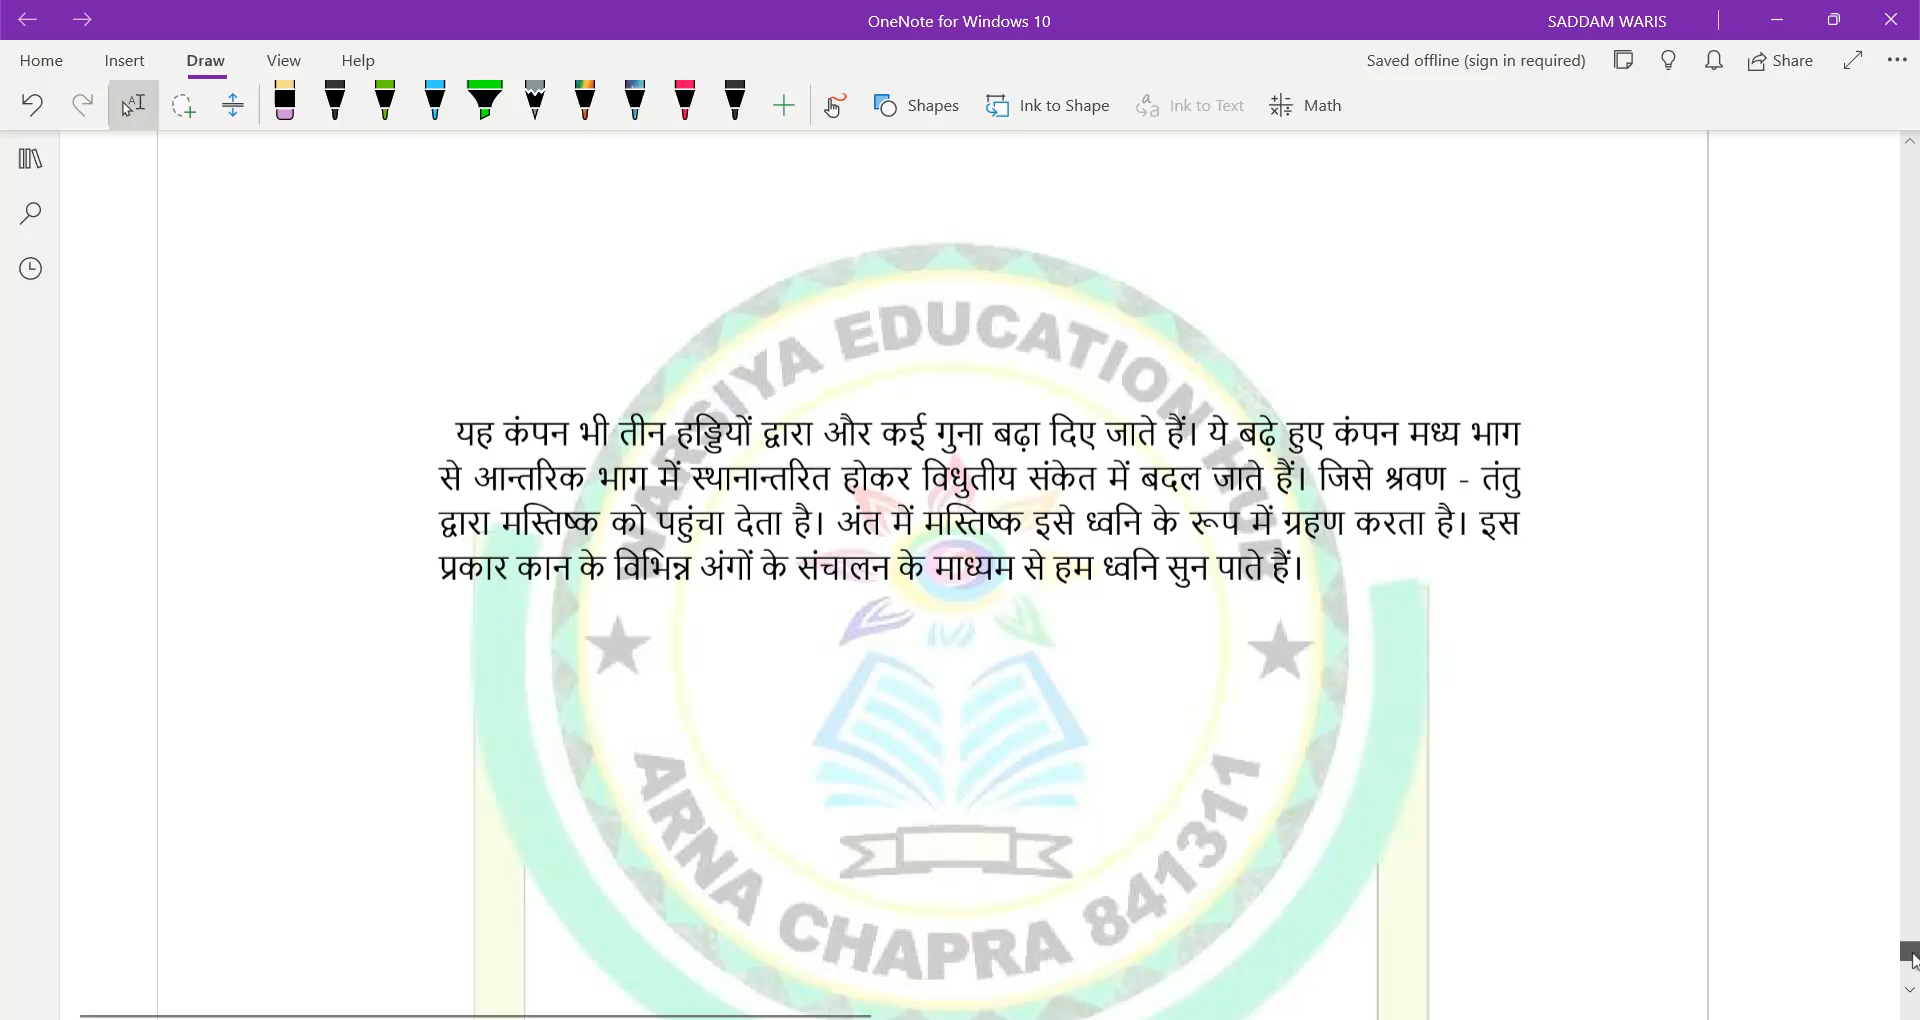 OneNote for Windows 10
SADDAM WARIS
Home Insert Draw View Help
Saved offline (sign in required)
Share
Shapes
Ink to Shape
Ink to Text
Math
WARSIYA EDUCATION HUB
यह कंपन भी तीन हड्डियों द्वारा और कई गुना बढ़ा दिए जाते हैं। ये बढ़े हुए कंपन मध्य भाग
से आन्तरिक भाग में स्थानान्तरित होकर विधुतीय संकेत में बदल जाते हैं। जिसे श्रवण - तंतु
द्वारा मस्तिष्क को पहुंचा देता है। अंत में मस्तिष्क इसे ध्वनि के रूप में ग्रहण करता है। इस
प्रकार कान के विभिन्न अंगों के संचालन के माध्यम से हम ध्वनि सुन पाते हैं।
ARNA CHAPRA 841311